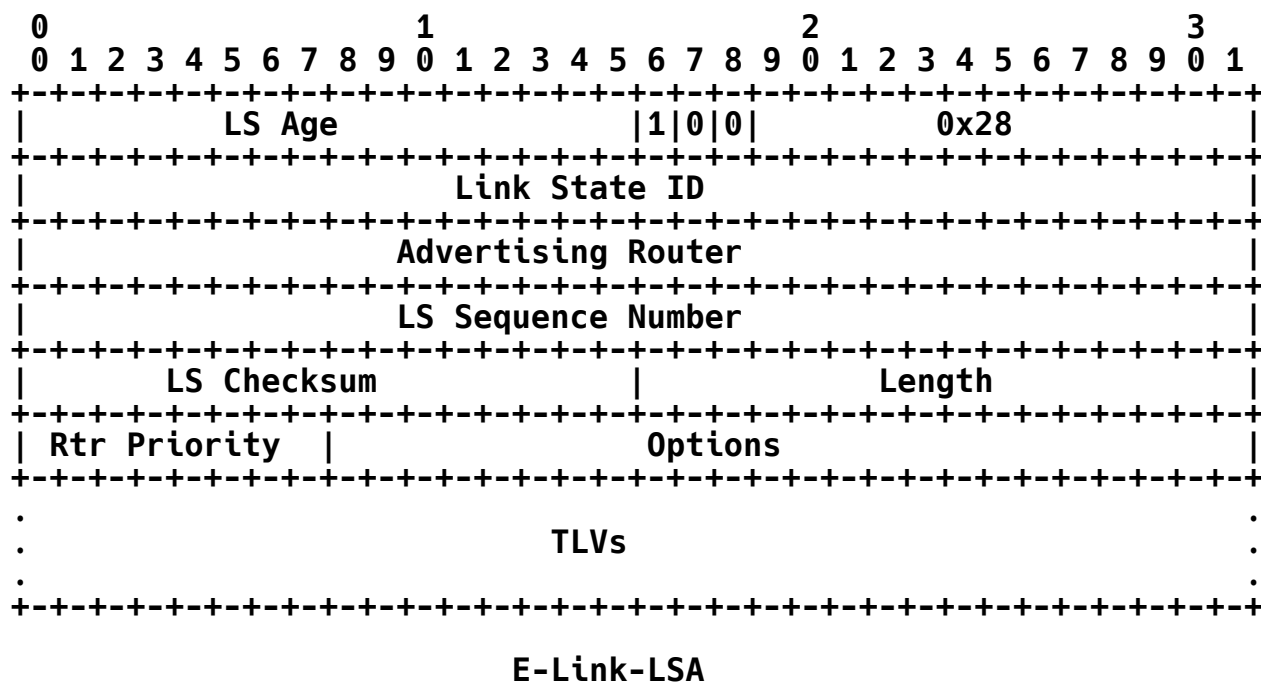 0                   1                   2                   3
 0 1 2 3 4 5 6 7 8 9 0 1 2 3 4 5 6 7 8 9 0 1 2 3 4 5 6 7 8 9 0 1
+-+-+-+-+-+-+-+-+-+-+-+-+-+-+-+-+-+-+-+-+-+-+-+-+-+-+-+-+-+-+-+-+
|          LS Age               |1|0|0|         0x28            |
+-+-+-+-+-+-+-+-+-+-+-+-+-+-+-+-+-+-+-+-+-+-+-+-+-+-+-+-+-+-+-+-+
|                      Link State ID                            |
+-+-+-+-+-+-+-+-+-+-+-+-+-+-+-+-+-+-+-+-+-+-+-+-+-+-+-+-+-+-+-+-+
|                   Advertising Router                          |
+-+-+-+-+-+-+-+-+-+-+-+-+-+-+-+-+-+-+-+-+-+-+-+-+-+-+-+-+-+-+-+-+
|                   LS Sequence Number                          |
+-+-+-+-+-+-+-+-+-+-+-+-+-+-+-+-+-+-+-+-+-+-+-+-+-+-+-+-+-+-+-+-+
|       LS Checksum             |            Length             |
+-+-+-+-+-+-+-+-+-+-+-+-+-+-+-+-+-+-+-+-+-+-+-+-+-+-+-+-+-+-+-+-+
| Rtr Priority  |                Options                        |
+-+-+-+-+-+-+-+-+-+-+-+-+-+-+-+-+-+-+-+-+-+-+-+-+-+-+-+-+-+-+-+-+
.                                                               .
.                           TLVs                                .
.                                                               .
+-+-+-+-+-+-+-+-+-+-+-+-+-+-+-+-+-+-+-+-+-+-+-+-+-+-+-+-+-+-+-+-+
                          E-Link-LSA